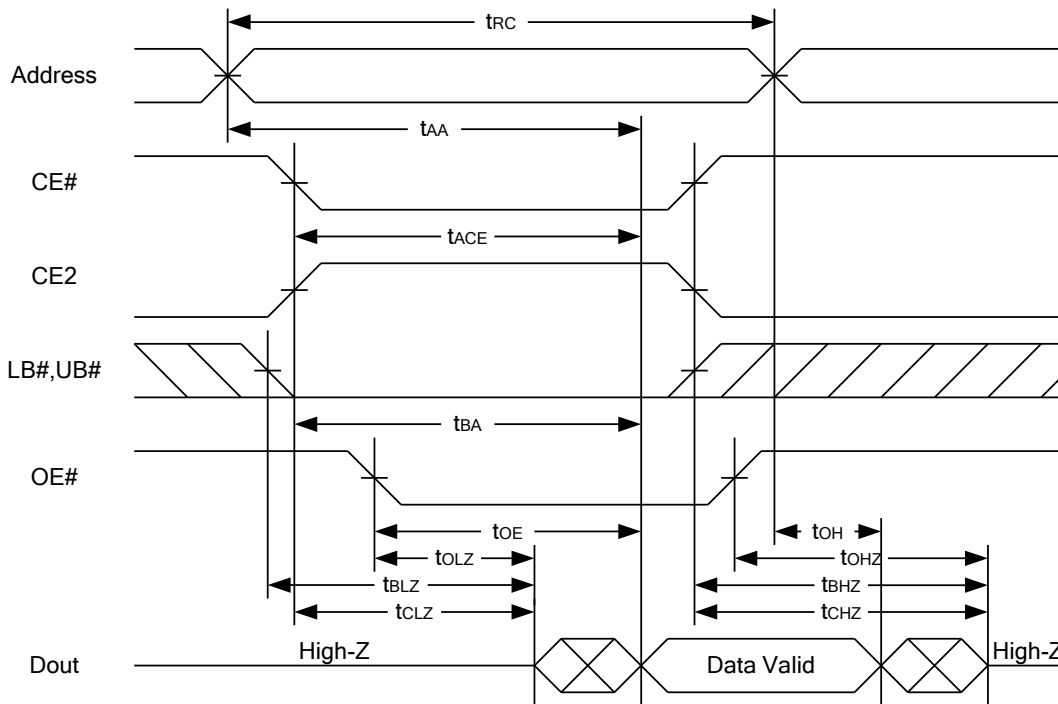 tRC
Address
tAA
CE#
tACE
CE2
LB#,UB#
tBA
OE#
tOE
tOH
tOLZ
tOHZ
tBLZ
tBHZ
tCLZ
tCHZ
Dout
High-Z
Data Valid
High-Z